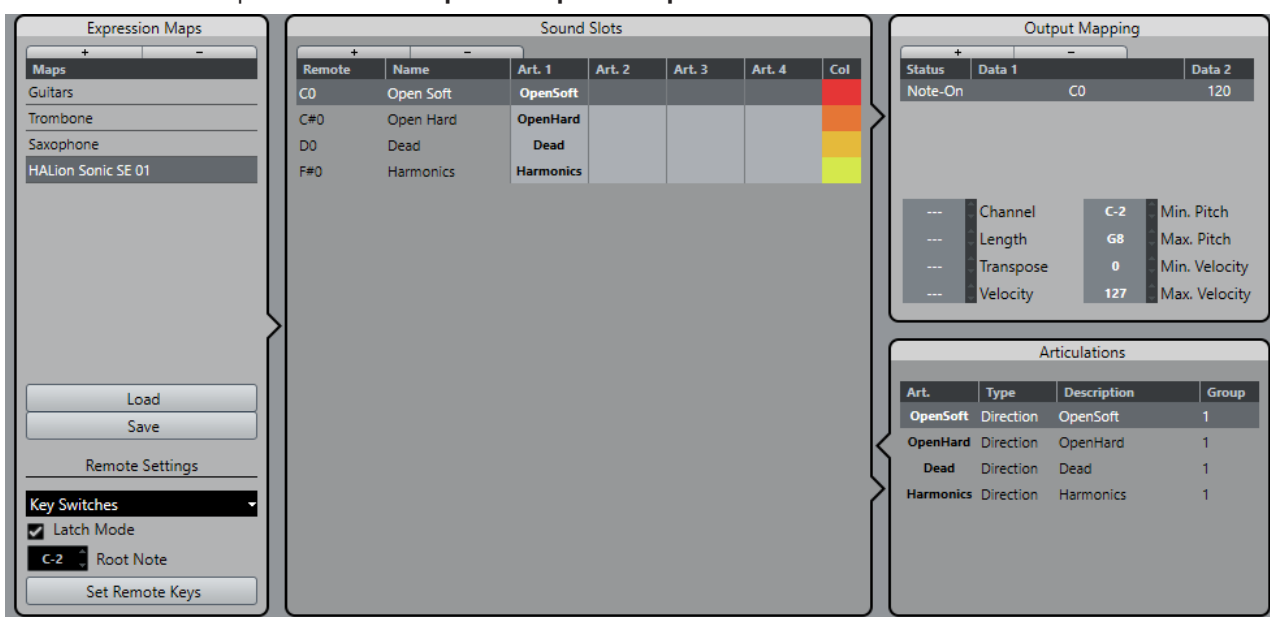 Expression Maps
+ -
Maps
Guitars
Trombone
Saxophone
HALion Sonic SE 01
Load
Save
Remote Settings
Key Switches
Latch Mode
C-2 Root Note
Set Remote Keys
Sound Slots
+ -
Remote Name Art. 1 Art. 2 Art. 3 Art. 4 Col
C0 Open Soft OpenSoft
C#0 Open Hard OpenHard
D0 Dead Dead
F#0 Harmonics Harmonics
Output Mapping
+ -
Status Data 1 Data 2
Note-On C0 120
--- Channel C-2 Min. Pitch
--- Length G8 Max. Pitch
--- Transpose 0 Min. Velocity
--- Velocity 127 Max. Velocity
Articulations
Art. Type Description Group
OpenSoft Direction OpenSoft 1
OpenHard Direction OpenHard 1
Dead Direction Dead 1
Harmonics Direction Harmonics 1